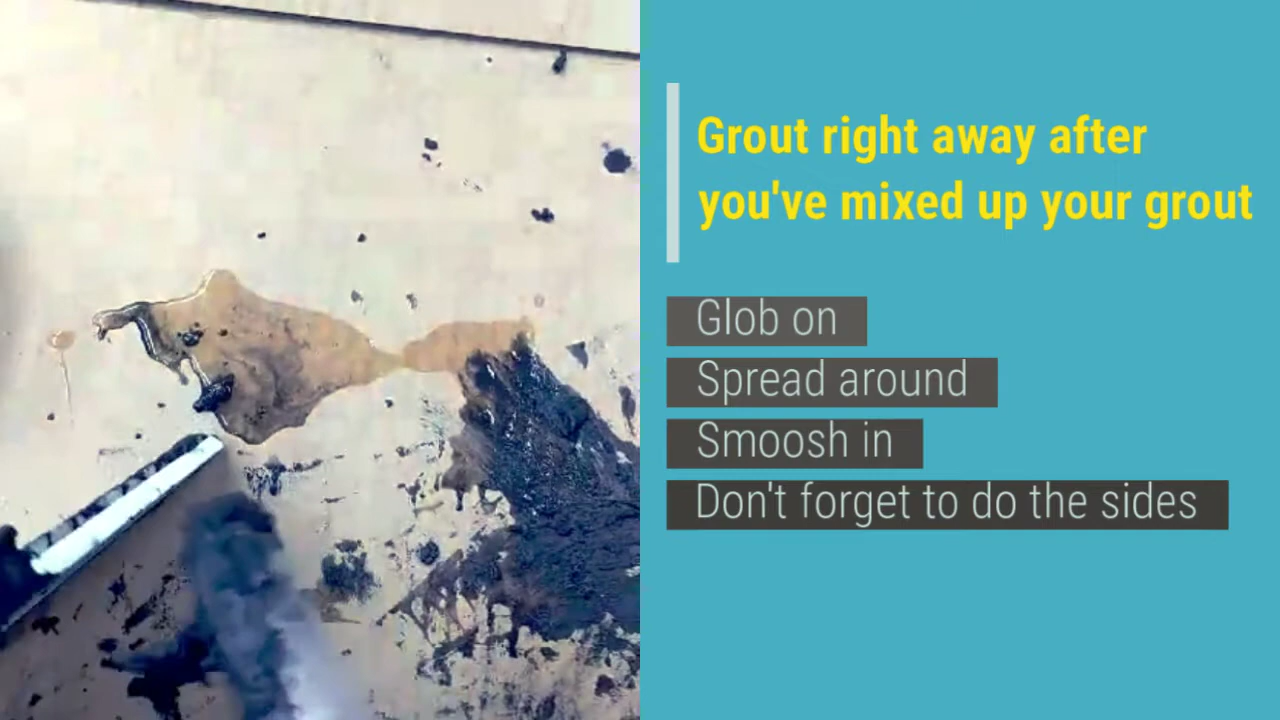 Grout right away after
you've mixed up your grout
Glob on
Spread around
Smoosh in
Don't forget to do the sides